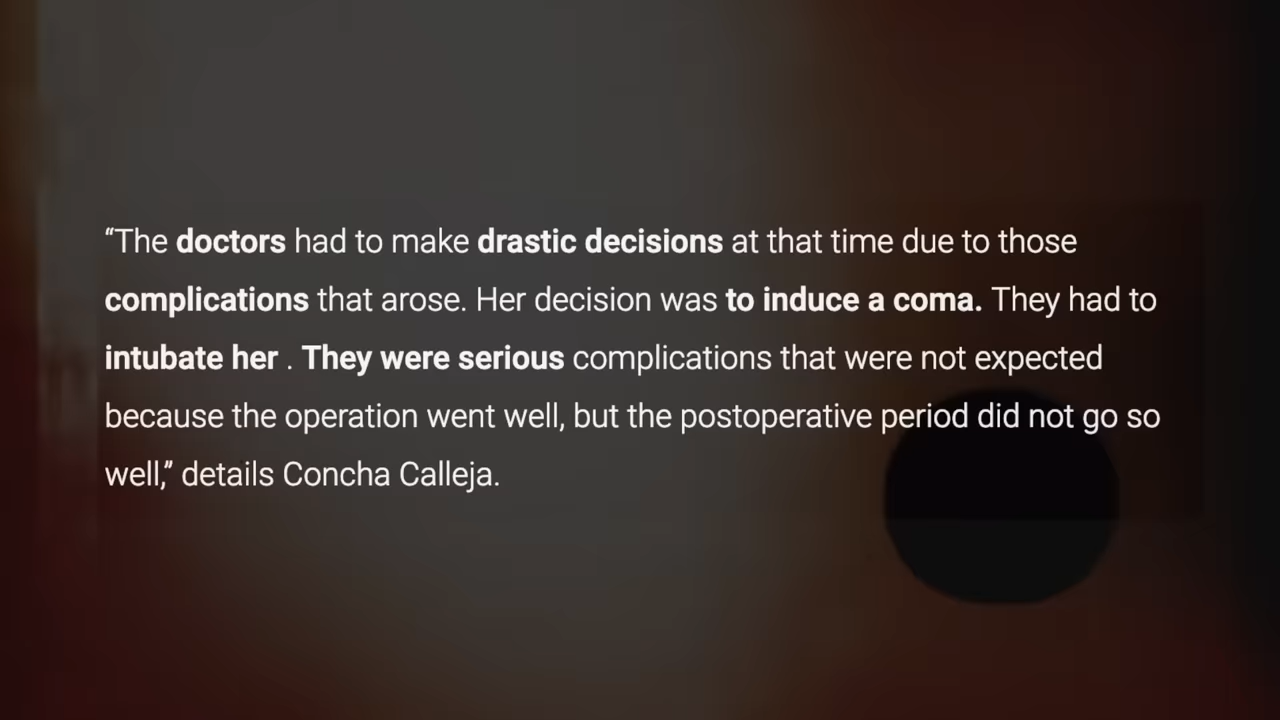 “The doctors had to make drastic decisions at that time due to those
complications that arose. Her decision was to induce a coma. They had to
intubate her . They were serious complications that were not expected
because the operation went well, but the postoperative period did not go so
well,” details Concha Calleja.